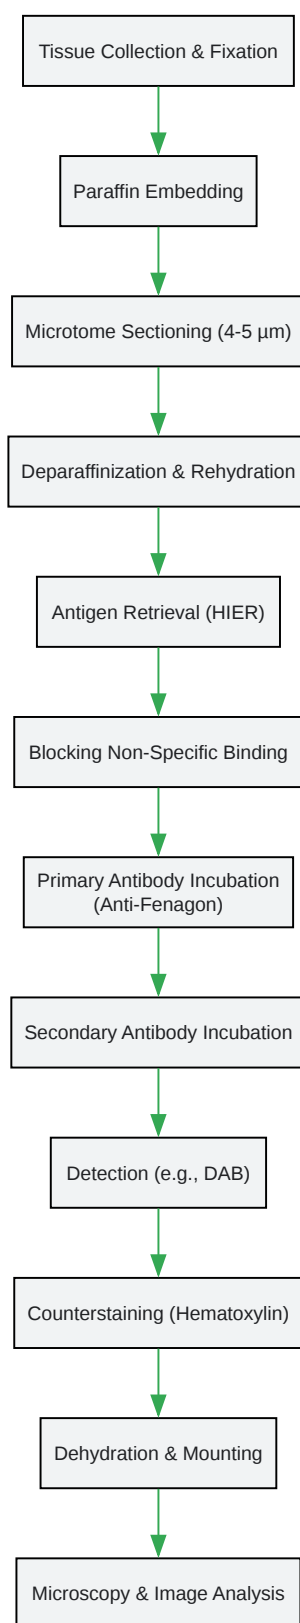 Tissue Collection & Fixation
Paraffin Embedding
Microtome Sectioning (4-5 µm)
Deparaffinization & Rehydration
Antigen Retrieval (HIER)
Blocking Non-Specific Binding
Primary Antibody Incubation
(Anti-Fenagon)
Secondary Antibody Incubation
Detection (e.g., DAB)
Counterstaining (Hematoxylin)
Dehydration & Mounting
Microscopy & Image Analysis